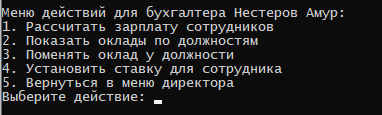 Меню действий для бухгалтера Нестеров Амур:
1. Рассчитать зарплату сотрудников
2. Показать оклады по должностям
3. Поменять оклад у должности
4. Установить ставку для сотрудника
5. Вернуться в меню директора
Выберите действие: